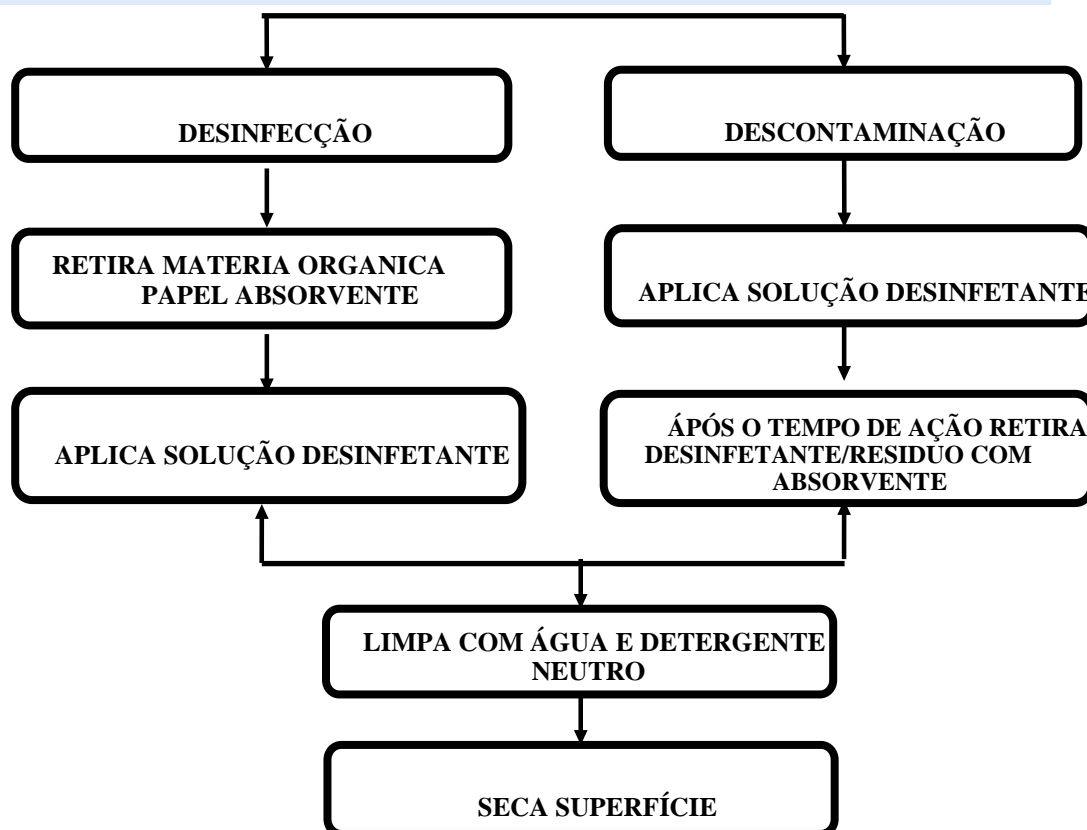 DESINFECÇÃO
DESCONTAMINAÇÃO
RETIRA MATERIA ORGANICA
PAPEL ABSORVENTE
APLICA SOLUÇÃO DESINFETANTE
APLICA SOLUÇÃO DESINFETANTE
ÁPÓS O TEMPO DE AÇÃO RETIRA
DESINFETANTE/RESIDUO COM
ABSORVENTE
LIMPA COM ÁGUA E DETERGENTE
NEUTRO
SECA SUPERFÍCIE